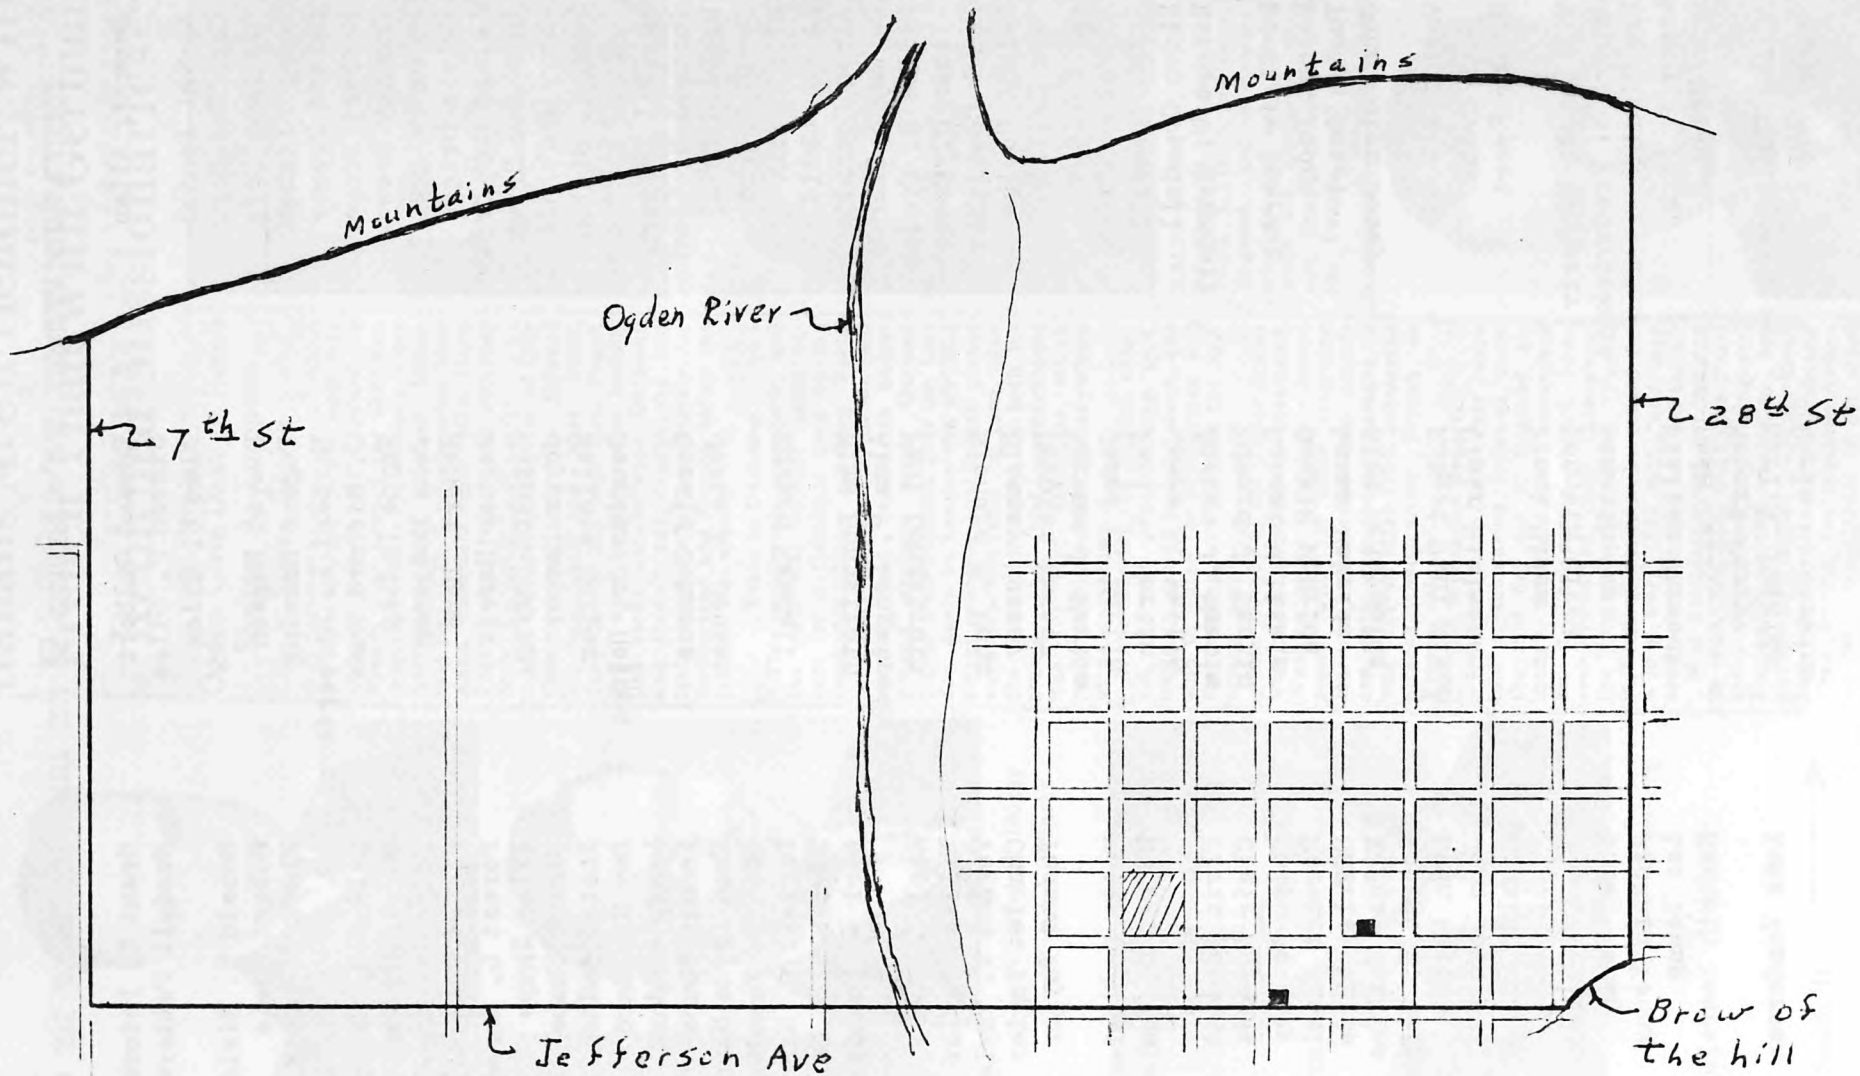 Mountains
Mountains
Ogden River
7th St
28th St
Jefferson Ave
Brow of
the hill